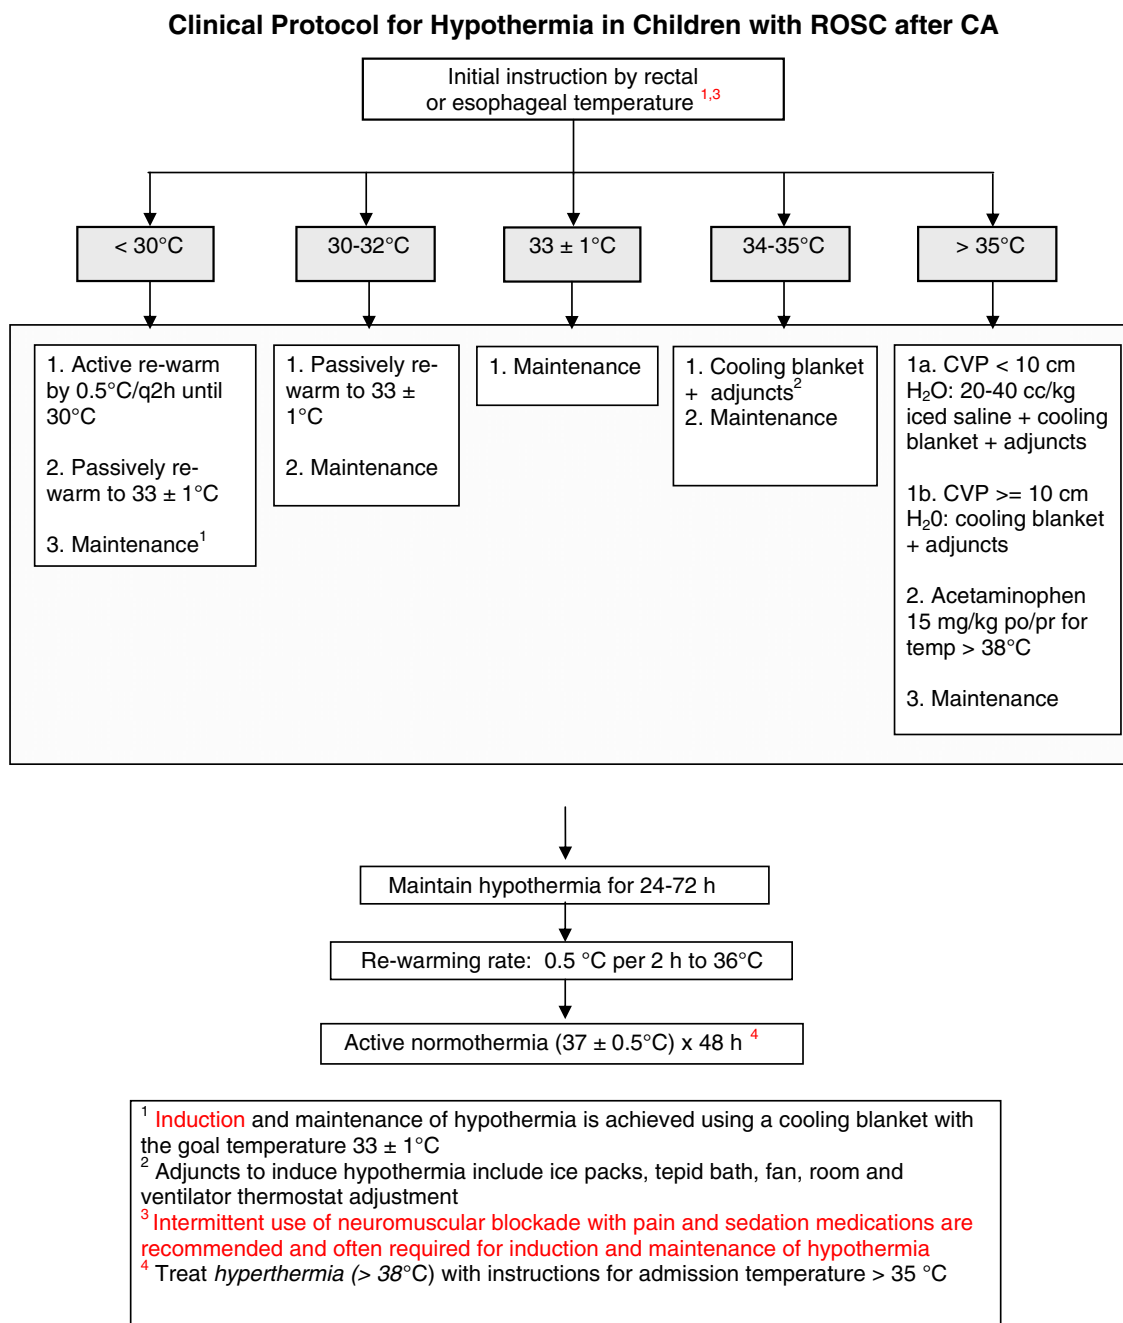 Clinical Protocol for Hypothermia in Children with ROSC after CA
Initial instruction by rectal
or esophageal temperature 1,3
< 30°C
30-32°C
33 ± 1°C
34-35°C
> 35°C
1. Active re-warm
by 0.5°C/q2h until
30°C
2. Passively re-
warm to 33 ± 1°C
3. Maintenance1
1. Passively re-
warm to 33 ±
1°C
2. Maintenance
1. Maintenance
1. Cooling blanket
+ adjuncts2
2. Maintenance
1a. CVP < 10 cm
H2O: 20-40 cc/kg
iced saline + cooling
blanket + adjuncts
1b. CVP >= 10 cm
H20: cooling blanket
+ adjuncts
2. Acetaminophen
15 mg/kg po/pr for
temp > 38°C
3. Maintenance
Maintain hypothermia for 24-72 h
Re-warming rate: 0.5 °C per 2 h to 36°C
Active normothermia (37 ± 0.5°C) x 48 h 4
1 Induction and maintenance of hypothermia is achieved using a cooling blanket with
the goal temperature 33 ± 1°C
2 Adjuncts to induce hypothermia include ice packs, tepid bath, fan, room and
ventilator thermostat adjustment
3 Intermittent use of neuromuscular blockade with pain and sedation medications are
recommended and often required for induction and maintenance of hypothermia
4 Treat hyperthermia (> 38°C) with instructions for admission temperature > 35 °C